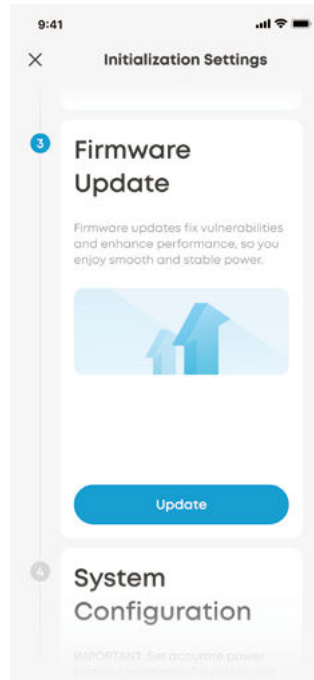 9:41
Initialization Settings
3
Firmware
Update
Firmware updates fix vulnerabilities
and enhance performance, so you
enjoy smooth and stable power.
Update
4
System
Configuration
IMPORTANT: Set accurate power